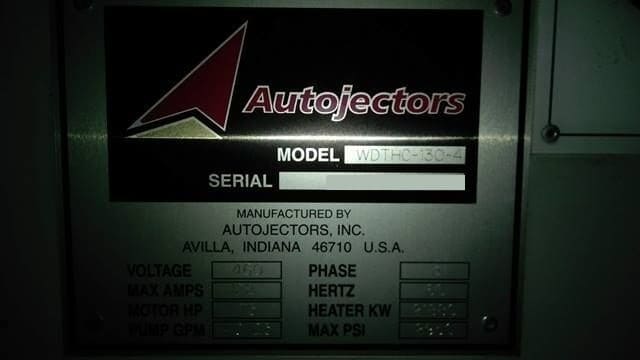 Autojectors
MODEL WDTHC-130-4
SERIAL
MANUFACTURED BY
AUTOJECTORS, INC.
AVILLA, INDIANA 46710 U.S.A.
VOLTAGE 460 PHASE 3
MAX AMPS HERTZ 60
MOTOR HP HEATER KW
PUMP GPM MAX PSI